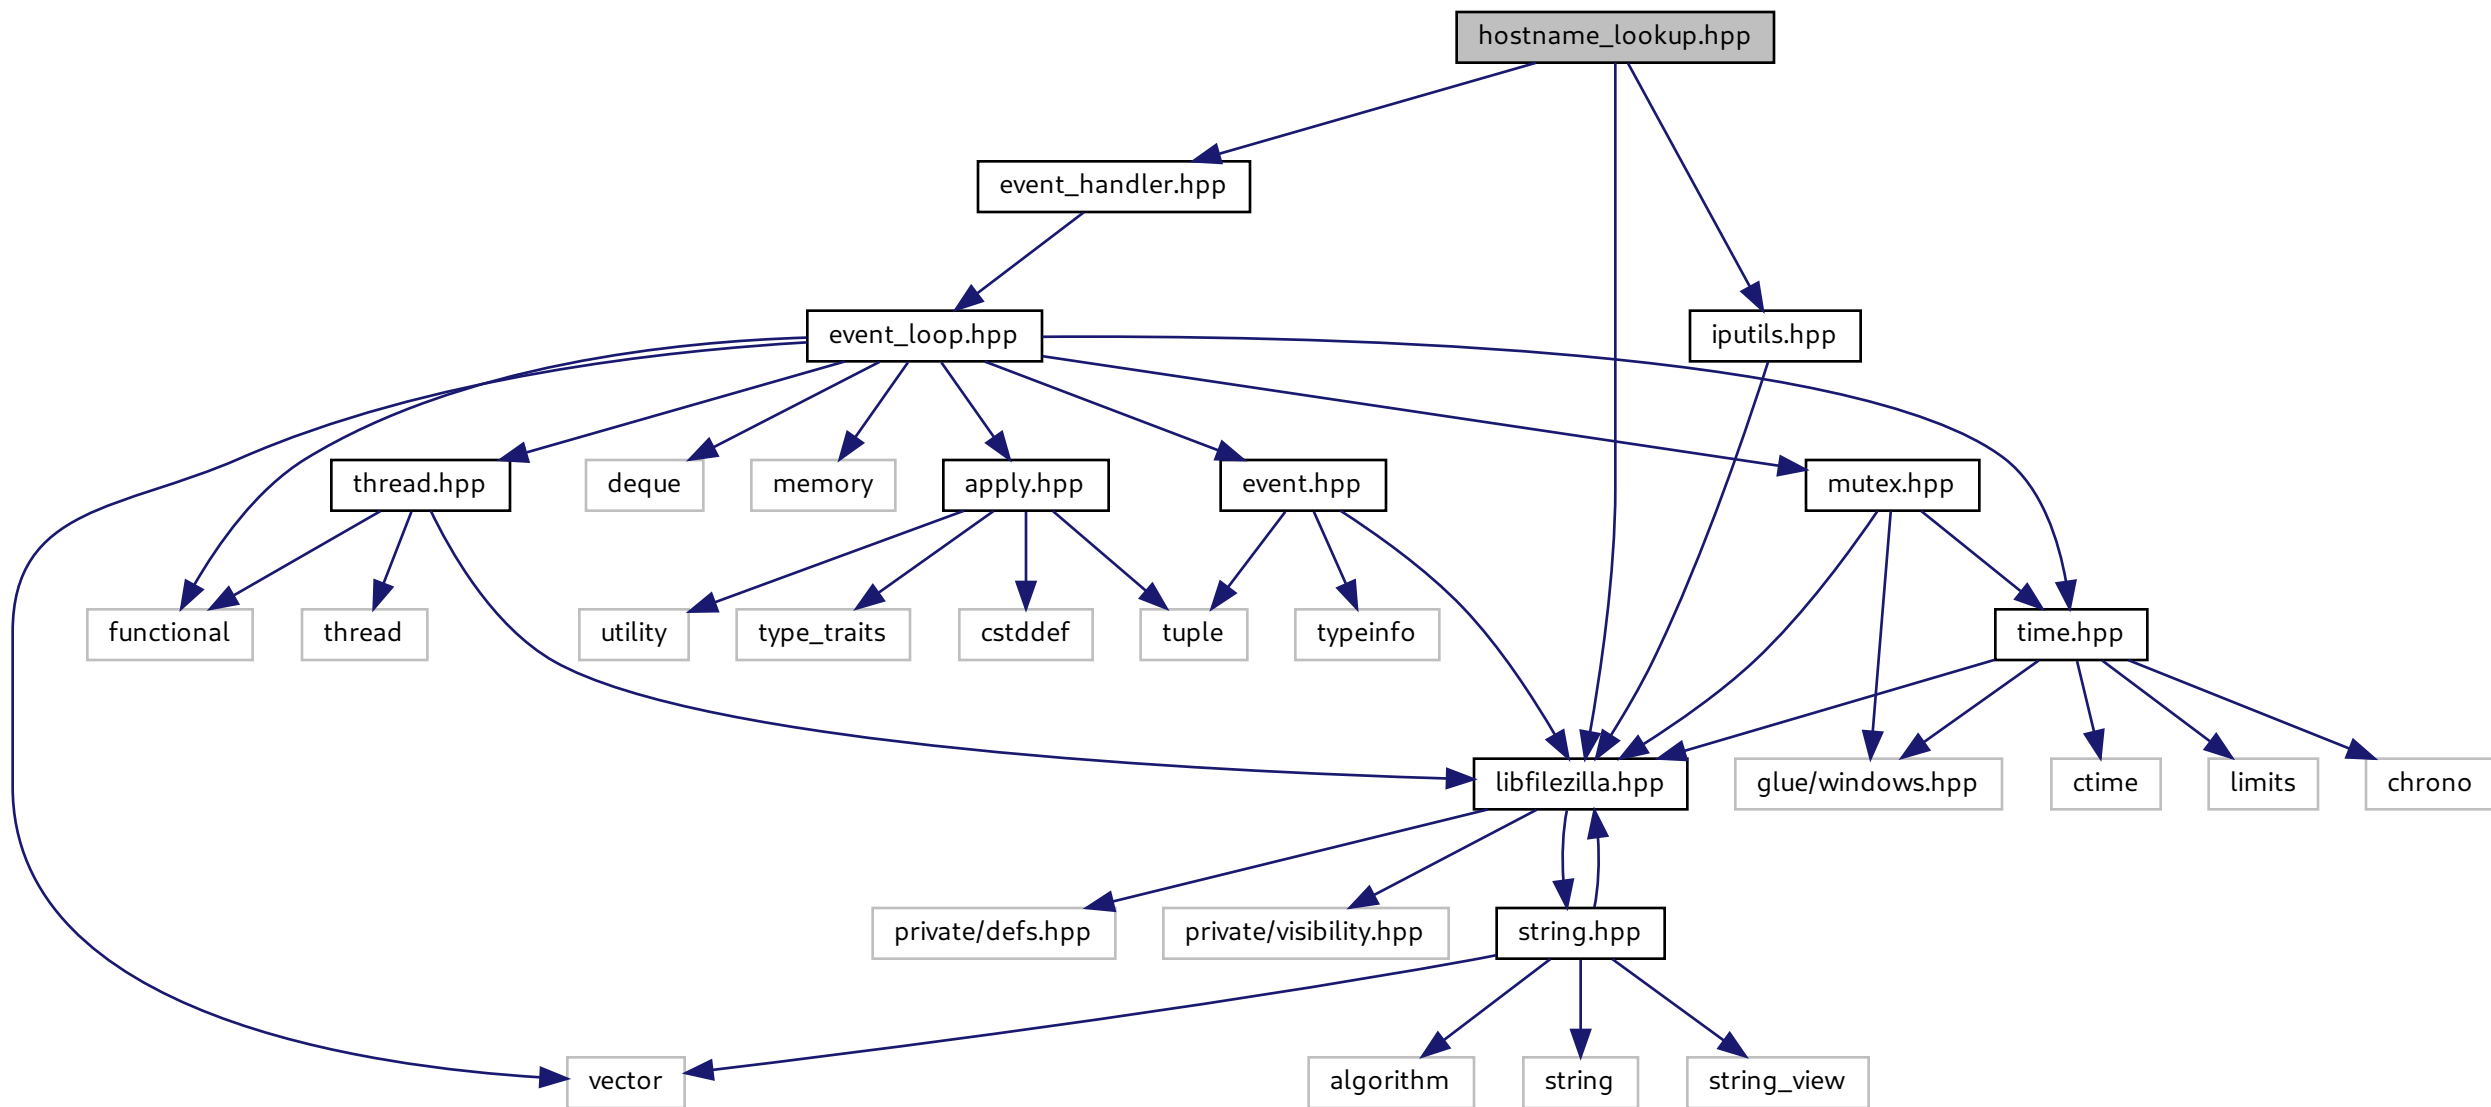 hostname_lookup.hpp
event_handler.hpp
event_loop.hpp
iputils.hpp
thread.hpp
deque
memory
apply.hpp
event.hpp
mutex.hpp
functional
thread
utility
type_traits
cstddef
tuple
typeinfo
time.hpp
libfilezilla.hpp
glue/windows.hpp
ctime
limits
chrono
private/defs.hpp
private/visibility.hpp
string.hpp
vector
algorithm
string
string_view